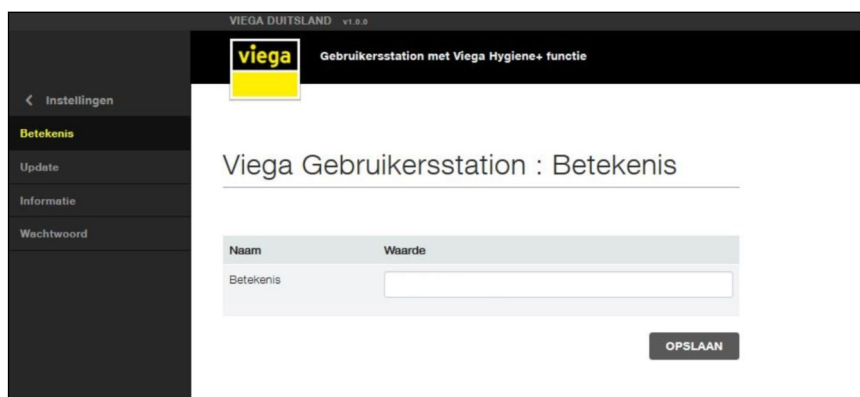 VIEGA DUITSLAND v1.0.0
viega
Gebruikersstation met Viega Hygiene+ functie
Instellingen
Betekenis
Update
Informatie
Wachtwoord
Viega Gebruikersstation : Betekenis
Naam Waarde
Betekenis
OPSLAAN